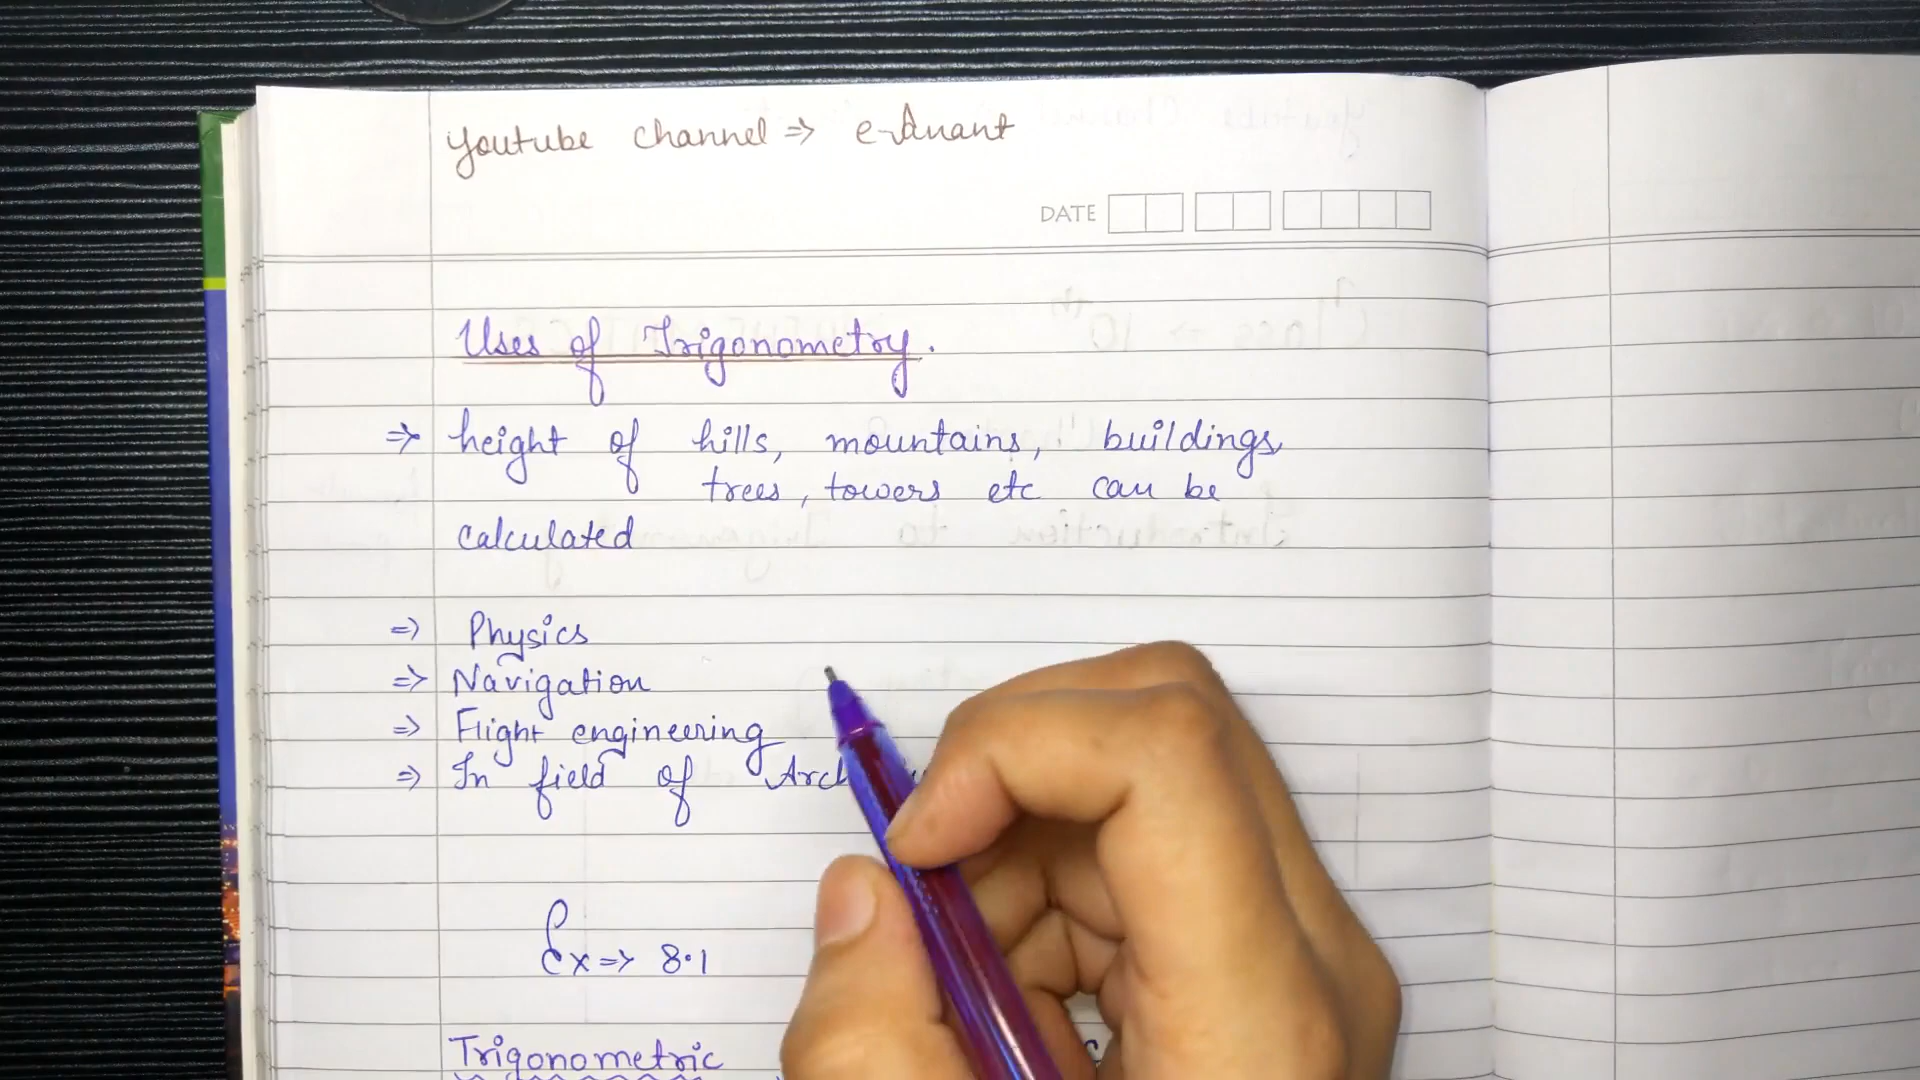 Youtube channel ⇒ e-Anant
DATE
Uses of Trigonometry.
⇒ height of hills, mountains, buildings,
trees, towers etc can be
calculated
⇒ Physics
⇒ Navigation
⇒ Flight engineering
⇒ In field of
Ex ⇒ 8.1
Trigonometric